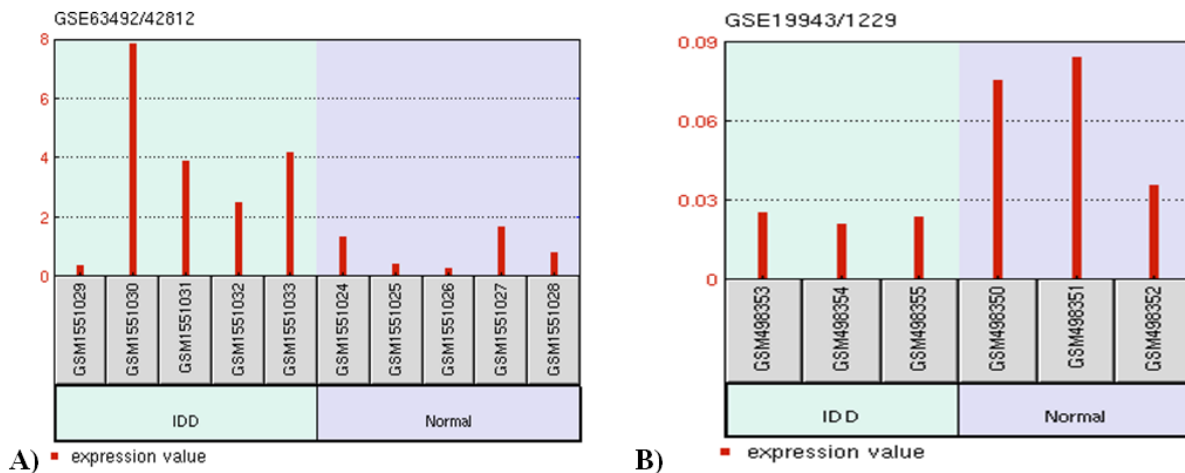 GSE63492/42812
8
6
4
2
0
GSM1551029
GSM1551030
GSM1551031
GSM1551032
GSM1551033
GSM1551024
GSM1551025
GSM1551026
GSM1551027
GSM1551028
IDD
Normal
A)
expression value
GSE19943/1229
0.09
0.06
0.03
0
GSM498353
GSM498354
GSM498355
GSM498350
GSM498351
GSM498352
IDD
Normal
B)
expression value